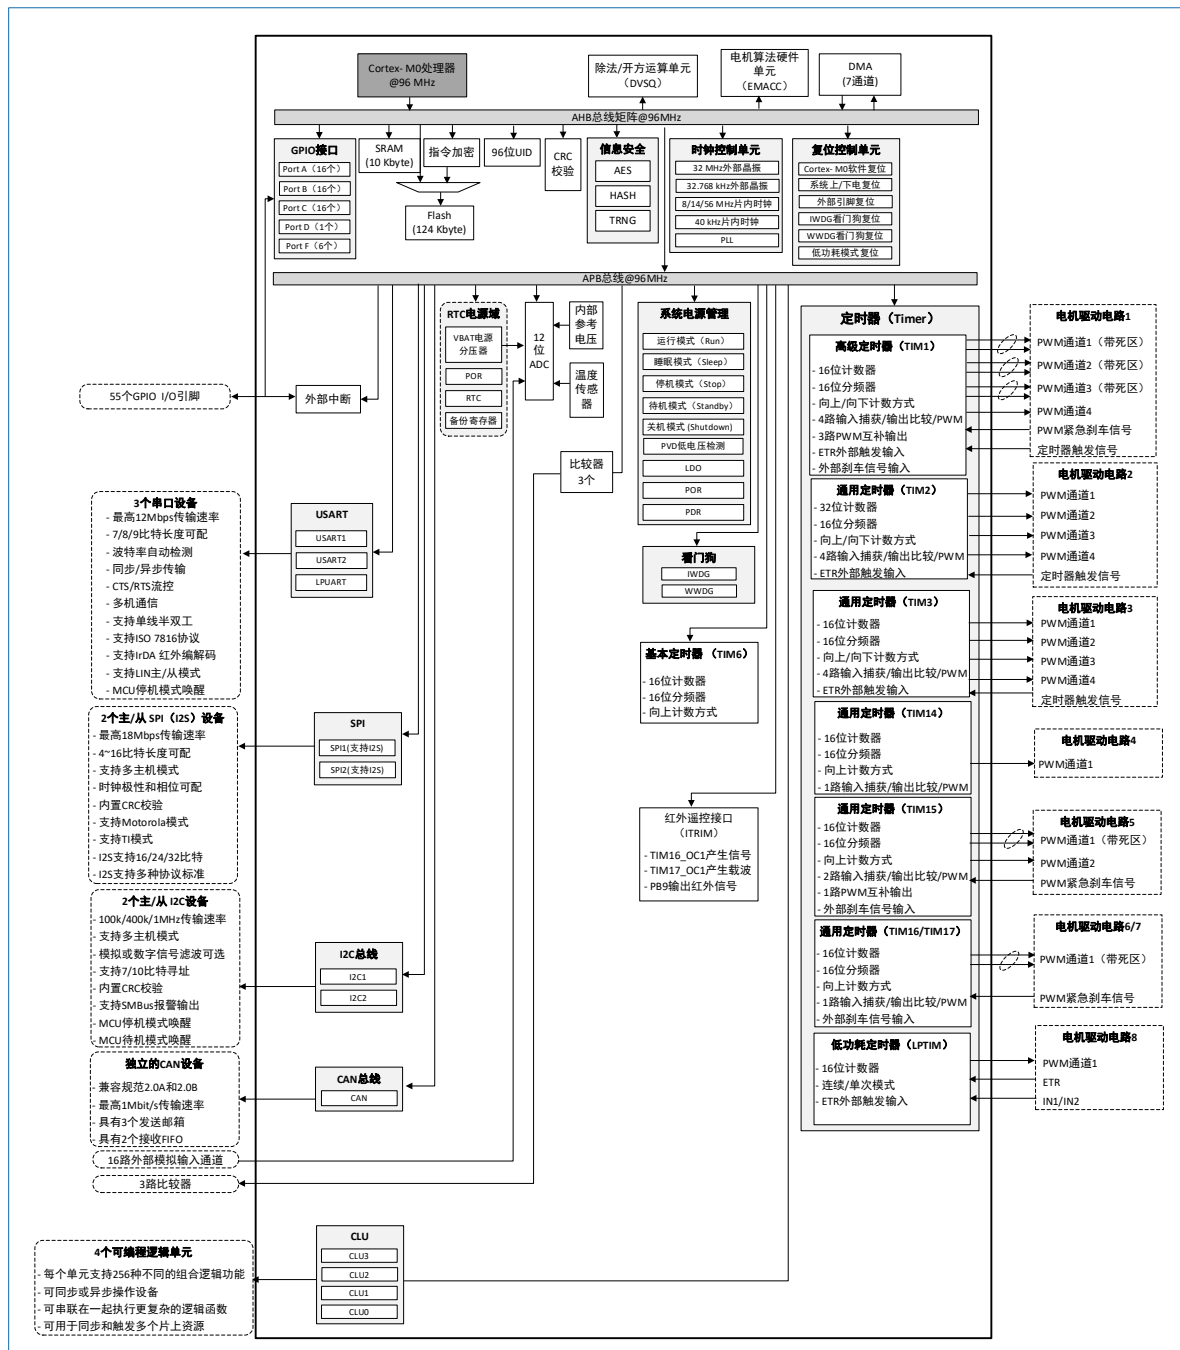 Cortex- M0处理器
@96 MHz
除法/开方运算单元
（DVSQ）
电机算法硬件
单元
（EMACC）
DMA
(7通道)
AHB总线矩阵@96MHz
GPIO接口
Port A（16个）
Port B（16个）
Port C（16个）
Port D（1个）
Port F（6个）
SRAM
(10 Kbyte)
指令加密
Flash
(124 Kbyte)
96位UID
CRC
校验
信息安全
AES
HASH
TRNG
时钟控制单元
32 MHz外部晶振
32.768 kHz外部晶振
8/14/56 MHz片内时钟
40 kHz片内时钟
PLL
复位控制单元
Cortex- M0软件复位
系统上/下电复位
外部引脚复位
IWDG看门狗复位
WWDG看门狗复位
低功耗模式复位
APB总线@96MHz
55个GPIO I/O引脚
外部中断
RTC电源域
VBAT电源
分压器
POR
RTC
备份寄存器
12
位
ADC
内部
参考
电压
温度
传感
器
比较器
3个
系统电源管理
运行模式（Run）
睡眠模式（Sleep）
停机模式（Stop）
待机模式（Standby）
关机模式 (Shutdown)
PVD低电压检测
LDO
POR
PDR
看门狗
IWDG
WWDG
基本定时器 （TIM6）
- 16位计数器
- 16位分频器
- 向上计数方式
红外遥控接口
（ITRIM）
- TIM16_OC1产生信号
- TIM17_OC1产生载波
- PB9输出红外信号
定时器（Timer）
高级定时器（TIM1）
- 16位计数器
- 16位分频器
- 向上/向下计数方式
- 4路输入捕获/输出比较/PWM
- 3路PWM互补输出
- ETR外部触发输入
- 外部刹车信号输入
通用定时器（TIM2）
- 32位计数器
- 16位分频器
- 向上/向下计数方式
- 4路输入捕获/输出比较/PWM
- ETR外部触发输入
通用定时器（TIM3）
- 16位计数器
- 16位分频器
- 向上/向下计数方式
- 4路输入捕获/输出比较/PWM
- ETR外部触发输入
通用定时器（TIM14）
- 16位计数器
- 16位分频器
- 向上计数方式
- 1路输入捕获/输出比较/PWM
通用定时器（TIM15）
- 16位计数器
- 16位分频器
- 向上计数方式
- 2路输入捕获/输出比较/PWM
- 1路PWM互补输出
- 外部刹车信号输入
通用定时器（TIM16/TIM17）
- 16位计数器
- 16位分频器
- 向上计数方式
- 1路输入捕获/输出比较/PWM
- 外部刹车信号输入
低功耗定时器（LPTIM）
- 16位计数器
- 连续/单次模式
- ETR外部触发输入
电机驱动电路1
PWM通道1（带死区）
PWM通道2（带死区）
PWM通道3（带死区）
PWM通道4
PWM紧急刹车信号
定时器触发信号
电机驱动电路2
PWM通道1
PWM通道2
PWM通道3
PWM通道4
定时器触发信号
电机驱动电路3
PWM通道1
PWM通道2
PWM通道3
PWM通道4
定时器触发信号
电机驱动电路4
PWM通道1
电机驱动电路5
PWM通道1（带死区）
PWM通道2
PWM紧急刹车信号
电机驱动电路6/7
PWM通道1（带死区）
PWM紧急刹车信号
电机驱动电路8
PWM通道1
ETR
IN1/IN2
3个串口设备
- 最高12Mbps传输速率
- 7/8/9比特长度可配
- 波特率自动检测
- 同步/异步传输
- CTS/RTS流控
- 多机通信
- 支持单线半双工
- 支持ISO 7816协议
- 支持IrDA 红外编解码
- 支持LIN主/从模式
- MCU停机模式唤醒
USART
USART1
USART2
LPUART
2个主/从 SPI（I2S）设备
- 最高18Mbps传输速率
- 4~16比特长度可配
- 支持多主机模式
- 时钟极性和相位可配
- 内置CRC校验
- 支持Motorola模式
- 支持TI模式
- I2S支持16/24/32比特
- I2S支持多种协议标准
SPI
SPI1(支持I2S)
SPI2(支持I2S)
2个主/从 I2C设备
- 100k/400k/1MHz传输速率
- 支持多主机模式
- 模拟或数字信号滤波可选
- 支持7/10比特寻址
- 内置CRC校验
- 支持SMBus报警输出
- MCU停机模式唤醒
- MCU待机模式唤醒
I2C总线
I2C1
I2C2
独立的CAN设备
- 兼容规范2.0A和2.0B
- 最高1Mbit/s传输速率
- 具有3个发送邮箱
- 具有2个接收FIFO
CAN总线
CAN
16路外部模拟输入通道
3路比较器
4个可编程逻辑单元
- 每个单元支持256种不同的组合逻辑功能
- 可同步或异步操作设备
- 可串联在一起执行更复杂的逻辑函数
- 可用于同步和触发多个片上资源
CLU
CLU3
CLU2
CLU1
CLU0